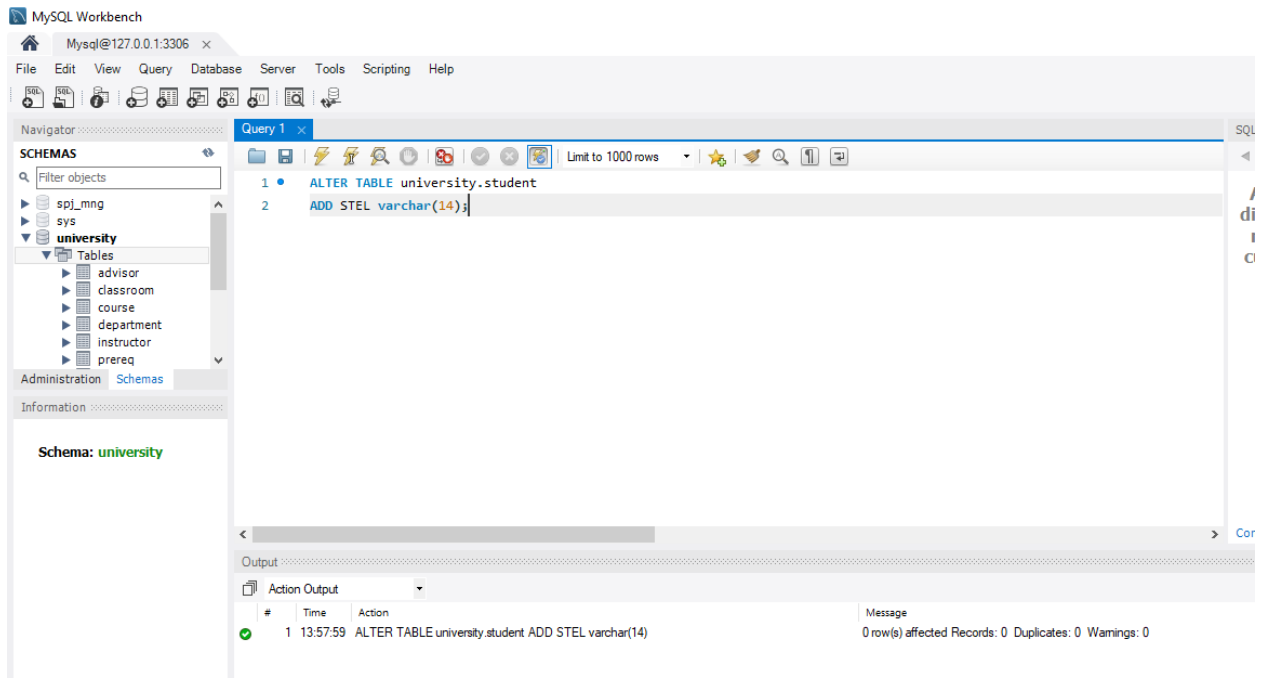 MySQL Workbench
Mysql@127.0.0.1:3306
File Edit View Query Database Server Tools Scripting Help
Navigator
Query 1
SCHEMAS
Limit to 1000 rows
Filter objects
1 ALTER TABLE university.student
2 ADD STEL varchar(14);
spj_mng
sys
university
Tables
advisor
classroom
course
department
instructor
prereq
Administration Schemas
Information
Schema: university
Output
Action Output
# Time Action Message
1 13:57:59 ALTER TABLE university.student ADD STEL varchar(14) 0 row(s) affected Records: 0 Duplicates: 0 Warnings: 0